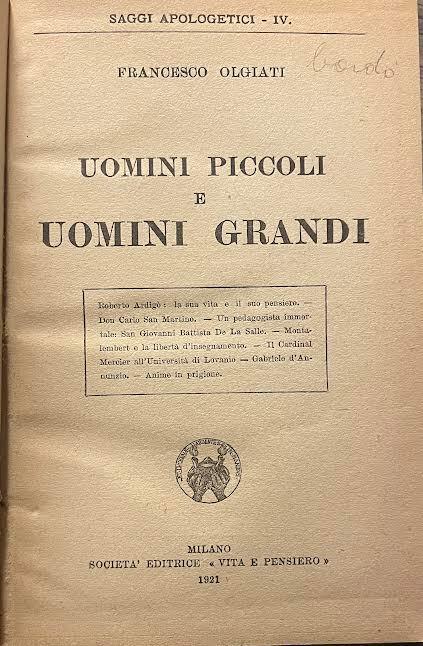 SAGGI APOLOGETICI - IV.
FRANCESCO OLGIATI
bordò
UOMINI PICCOLI
E
UOMINI GRANDI
Roberto Ardigò: la sua vita e il suo pensiero. —
Don Carlo San Martino. — Un pedagogista immor-
tale: San Giovanni Battista De La Salle. — Monta-
lembert e la libertà d'insegnamento. — Il Cardinal
Mercier all'Università di Lovanio — Gabriele d'An-
nunzio. — Anime in prigione.
MILANO
SOCIETA' EDITRICE « VITA E PENSIERO »
1921